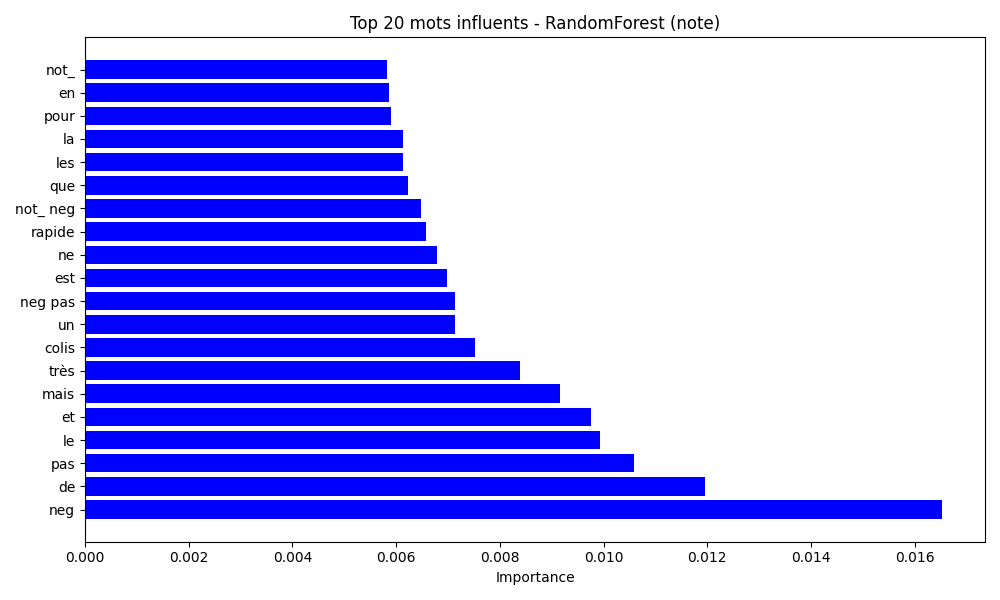 Top 20 mots influents - RandomForest (note)
not_
en
pour
la
les
que
not_ neg
rapide
ne
est
neg pas
un
colis
très
mais
et
le
pas
de
neg
0.000 0.002 0.004 0.006 0.008 0.010 0.012 0.014 0.016
Importance